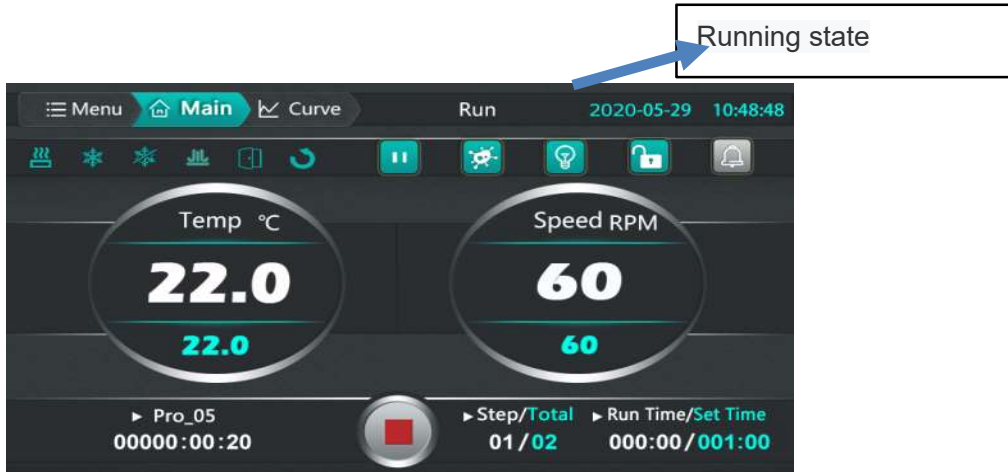 Running state
Menu Main Curve Run 2020-05-29 10:48:48
Temp ℃
22.0
22.0
Speed RPM
60
60
► Pro_05
00000:00:20
►Step/Total
01/02
►Run Time/Set Time
000:00/001:00